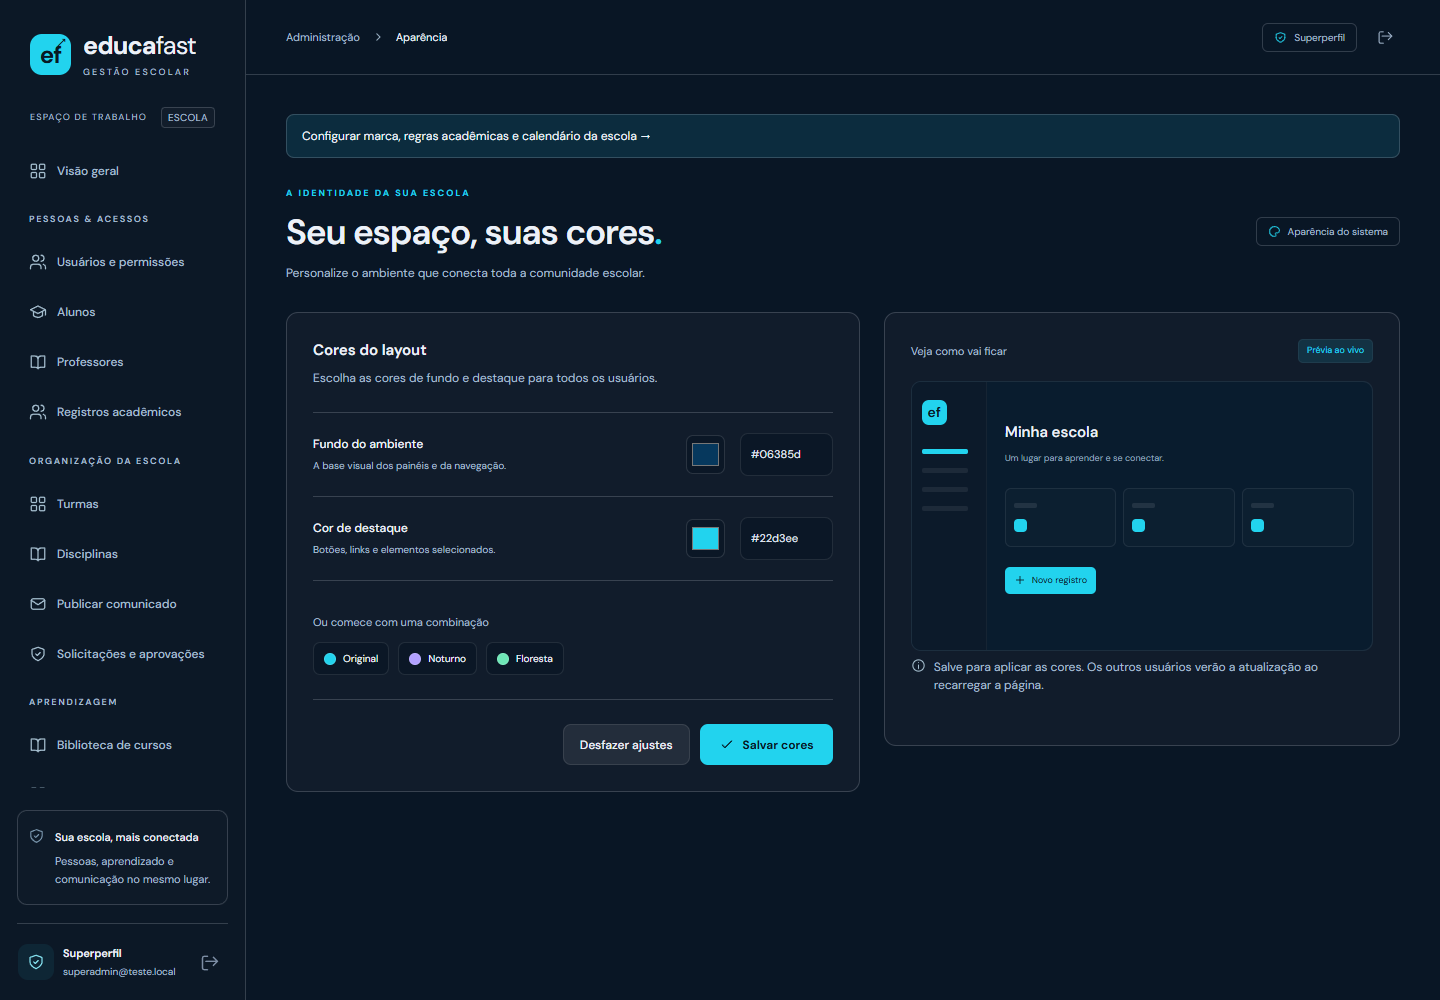 ef educafast
GESTÃO ESCOLAR
ESPAÇO DE TRABALHO ESCOLA
Visão geral
PESSOAS & ACESSOS
Usuários e permissões
Alunos
Professores
Registros acadêmicos
ORGANIZAÇÃO DA ESCOLA
Turmas
Disciplinas
Publicar comunicado
Solicitações e aprovações
APRENDIZAGEM
Biblioteca de cursos
Sua escola, mais conectada
Pessoas, aprendizado e
comunicação no mesmo lugar.
Superperfil
superadmin@teste.local
Administração > Aparência
Superperfil
Configurar marca, regras acadêmicas e calendário da escola →
A IDENTIDADE DA SUA ESCOLA
Seu espaço, suas cores.
Personalize o ambiente que conecta toda a comunidade escolar.
Aparência do sistema
Cores do layout
Escolha as cores de fundo e destaque para todos os usuários.
Fundo do ambiente
A base visual dos painéis e da navegação.
#06385d
Cor de destaque
Botões, links e elementos selecionados.
#22d3ee
Ou comece com uma combinação
Original Noturno Floresta
Desfazer ajustes Salvar cores
Veja como vai ficar
Prévia ao vivo
ef
Minha escola
Um lugar para aprender e se conectar.
+ Novo registro
Salve para aplicar as cores. Os outros usuários verão a atualização ao
recarregar a página.